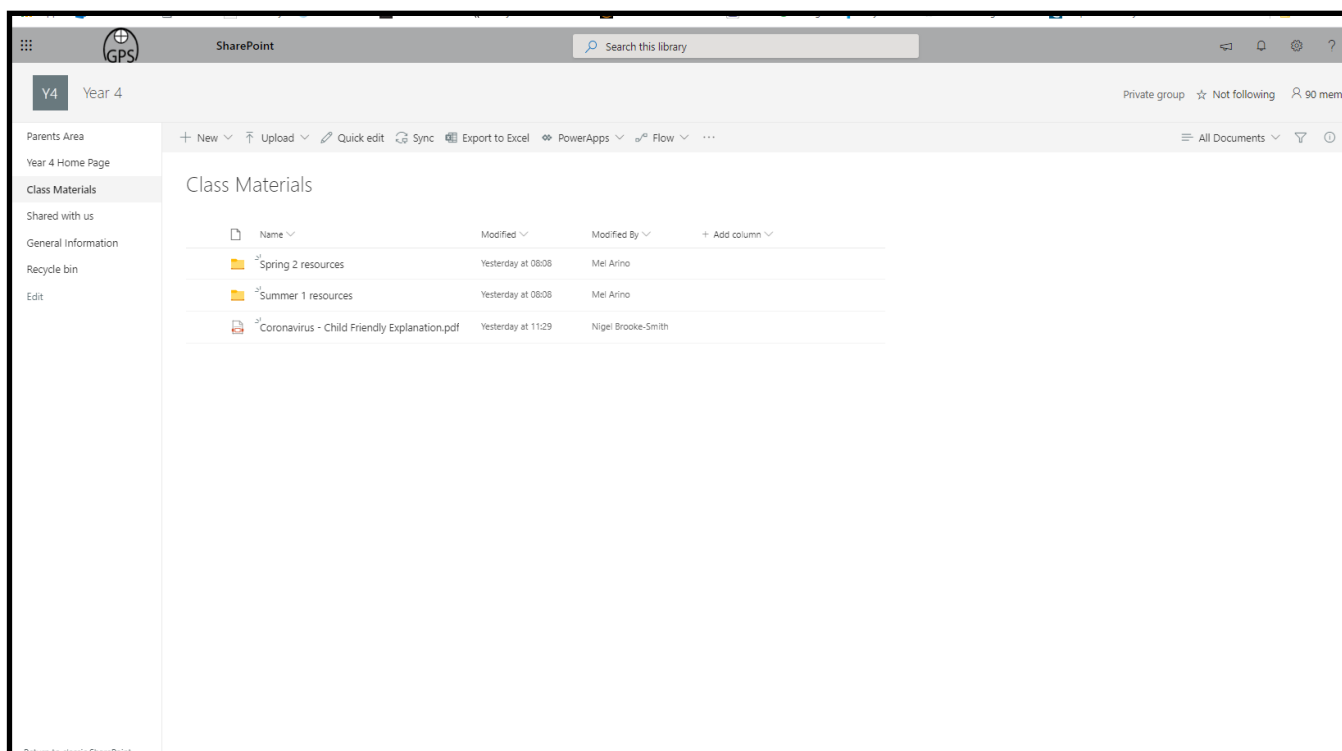 GPS
SharePoint
Search this library
?
Y4
Year 4
Private group
Not following
90 mem
Parents Area
Year 4 Home Page
Class Materials
Shared with us
General Information
Recycle bin
Edit
New
Upload
Quick edit
Sync
Export to Excel
PowerApps
Flow
...
All Documents
Class Materials
Name
Modified
Modified By
+ Add column
Spring 2 resources
Yesterday at 08:08
Mel Arino
Summer 1 resources
Yesterday at 08:08
Mel Arino
Coronavirus - Child Friendly Explanation.pdf
Yesterday at 11:29
Nigel Brooke-Smith